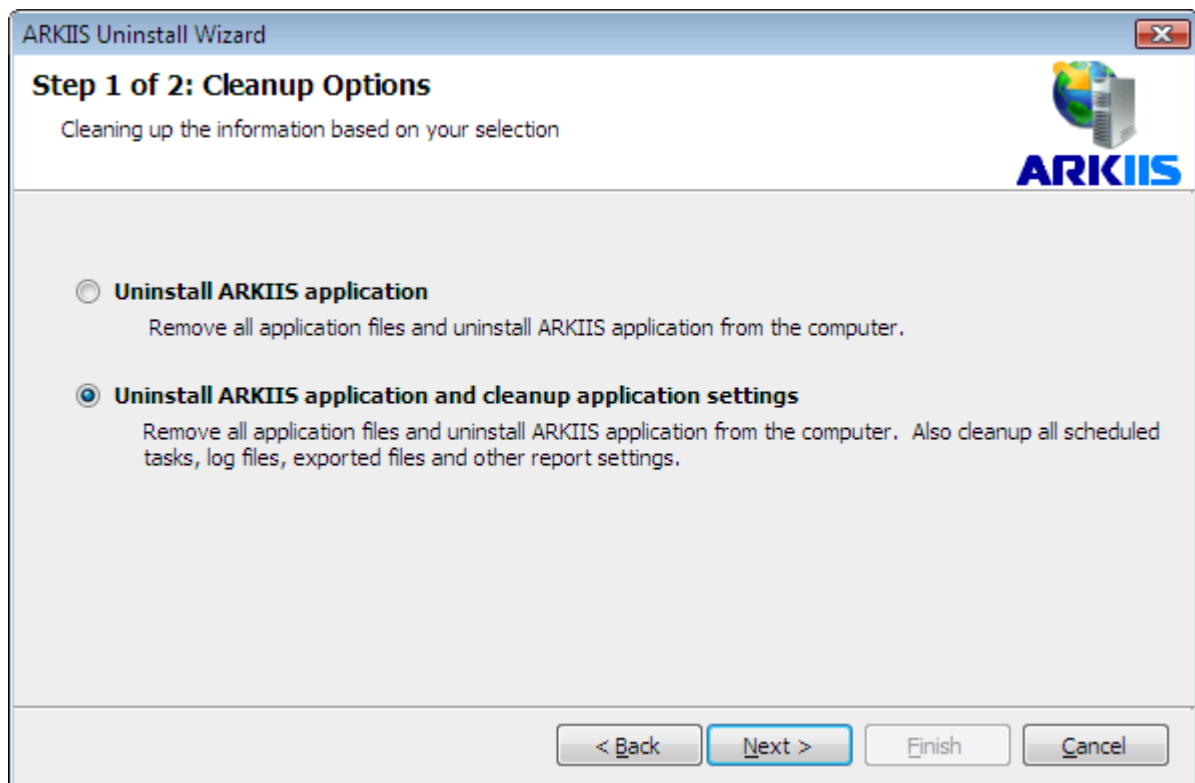 ARKIIS Uninstall Wizard
Step 1 of 2: Cleanup Options
Cleaning up the information based on your selection
ARKIIS
Uninstall ARKIIS application
Remove all application files and uninstall ARKIIS application from the computer.
Uninstall ARKIIS application and cleanup application settings
Remove all application files and uninstall ARKIIS application from the computer.  Also cleanup all scheduled
tasks, log files, exported files and other report settings.
< Back Next > Finish Cancel